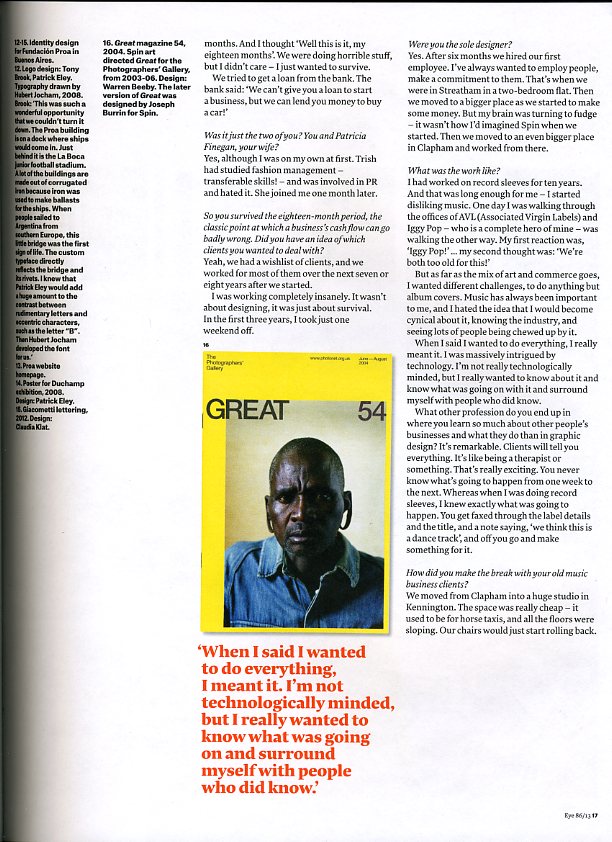 12-15. Identity design
for Fundación Proa in
Buenos Aires.
12. Logo design: Tony
Brook, Patrick Eley.
Typography drawn by
Hubert Jocham, 2008.
Brook: 'This was such a
wonderful opportunity
that we couldn't turn it
down. The Proa building
is on a dock where ships
would come in. Just
behind it is the La Boca
junior football stadium.
A lot of the buildings are
made out of corrugated
iron because iron was
used to make ballasts
for the ships. When
people sailed to
Argentina from
southern Europe, this
little bridge was the first
sign of life. The custom
typeface directly
reflects the bridge and
its rivets. I knew that
Patrick Eley would add
a huge amount to the
contrast between
rudimentary letters and
eccentric characters,
such as the letter "B".
Then Hubert Jocham
developed the font
for us.'
13. Proa website
homepage.
14. Poster for Duchamp
exhibition, 2008.
Design: Patrick Eley.
15. Giacometti lettering,
2012. Design:
Claudia Klat.
16. Great magazine 54,
2004. Spin art
directed Great for the
Photographers' Gallery,
from 2003-06. Design:
Warren Beeby. The later
version of Great was
designed by Joseph
Burrin for Spin.
months. And I thought 'Well this is it, my
eighteen months'. We were doing horrible stuff,
but I didn't care – I just wanted to survive.
We tried to get a loan from the bank. The
bank said: 'We can't give you a loan to start
a business, but we can lend you money to buy
a car!'
Was it just the two of you? You and Patricia
Finegan, your wife?
Yes, although I was on my own at first. Trish
had studied fashion management –
transferable skills! – and was involved in PR
and hated it. She joined me one month later.
So you survived the eighteen-month period, the
classic point at which a business's cash flow can go
badly wrong. Did you have an idea of which
clients you wanted to deal with?
Yeah, we had a wishlist of clients, and we
worked for most of them over the next seven or
eight years after we started.
I was working completely insanely. It wasn't
about designing, it was just about survival.
In the first three years, I took just one
weekend off.
16
The
Photographers'
Gallery
www.photonet.org.uk
June – August
2004
GREAT 54
'When I said I wanted
to do everything,
I meant it. I'm not
technologically minded,
but I really wanted to
know what was going
on and surround
myself with people
who did know.'
Were you the sole designer?
Yes. After six months we hired our first
employee. I've always wanted to employ people,
make a commitment to them. That's when we
were in Streatham in a two-bedroom flat. Then
we moved to a bigger place as we started to make
some money. But my brain was turning to fudge
– it wasn't how I'd imagined Spin when we
started. Then we moved to an even bigger place
in Clapham and worked from there.
What was the work like?
I had worked on record sleeves for ten years.
And that was long enough for me – I started
disliking music. One day I was walking through
the offices of AVL (Associated Virgin Labels) and
Iggy Pop – who is a complete hero of mine – was
walking the other way. My first reaction was,
'Iggy Pop!' ... my second thought was: 'We're
both too old for this!'
But as far as the mix of art and commerce goes,
I wanted different challenges, to do anything but
album covers. Music has always been important
to me, and I hated the idea that I would become
cynical about it, knowing the industry, and
seeing lots of people being chewed up by it.
When I said I wanted to do everything, I really
meant it. I was massively intrigued by
technology. I'm not really technologically
minded, but I really wanted to know about it and
know what was going on with it and surround
myself with people who did know.
What other profession do you end up in
where you learn so much about other people's
businesses and what they do than in graphic
design? It's remarkable. Clients will tell you
everything. It's like being a therapist or
something. That's really exciting. You never
know what's going to happen from one week to
the next. Whereas when I was doing record
sleeves, I knew exactly what was going to
happen. You get faxed through the label details
and the title, and a note saying, 'we think this is
a dance track', and off you go and make
something for it.
How did you make the break with your old music
business clients?
We moved from Clapham into a huge studio in
Kennington. The space was really cheap – it
used to be for horse taxis, and all the floors were
sloping. Our chairs would just start rolling back.
Eye 86/13 17